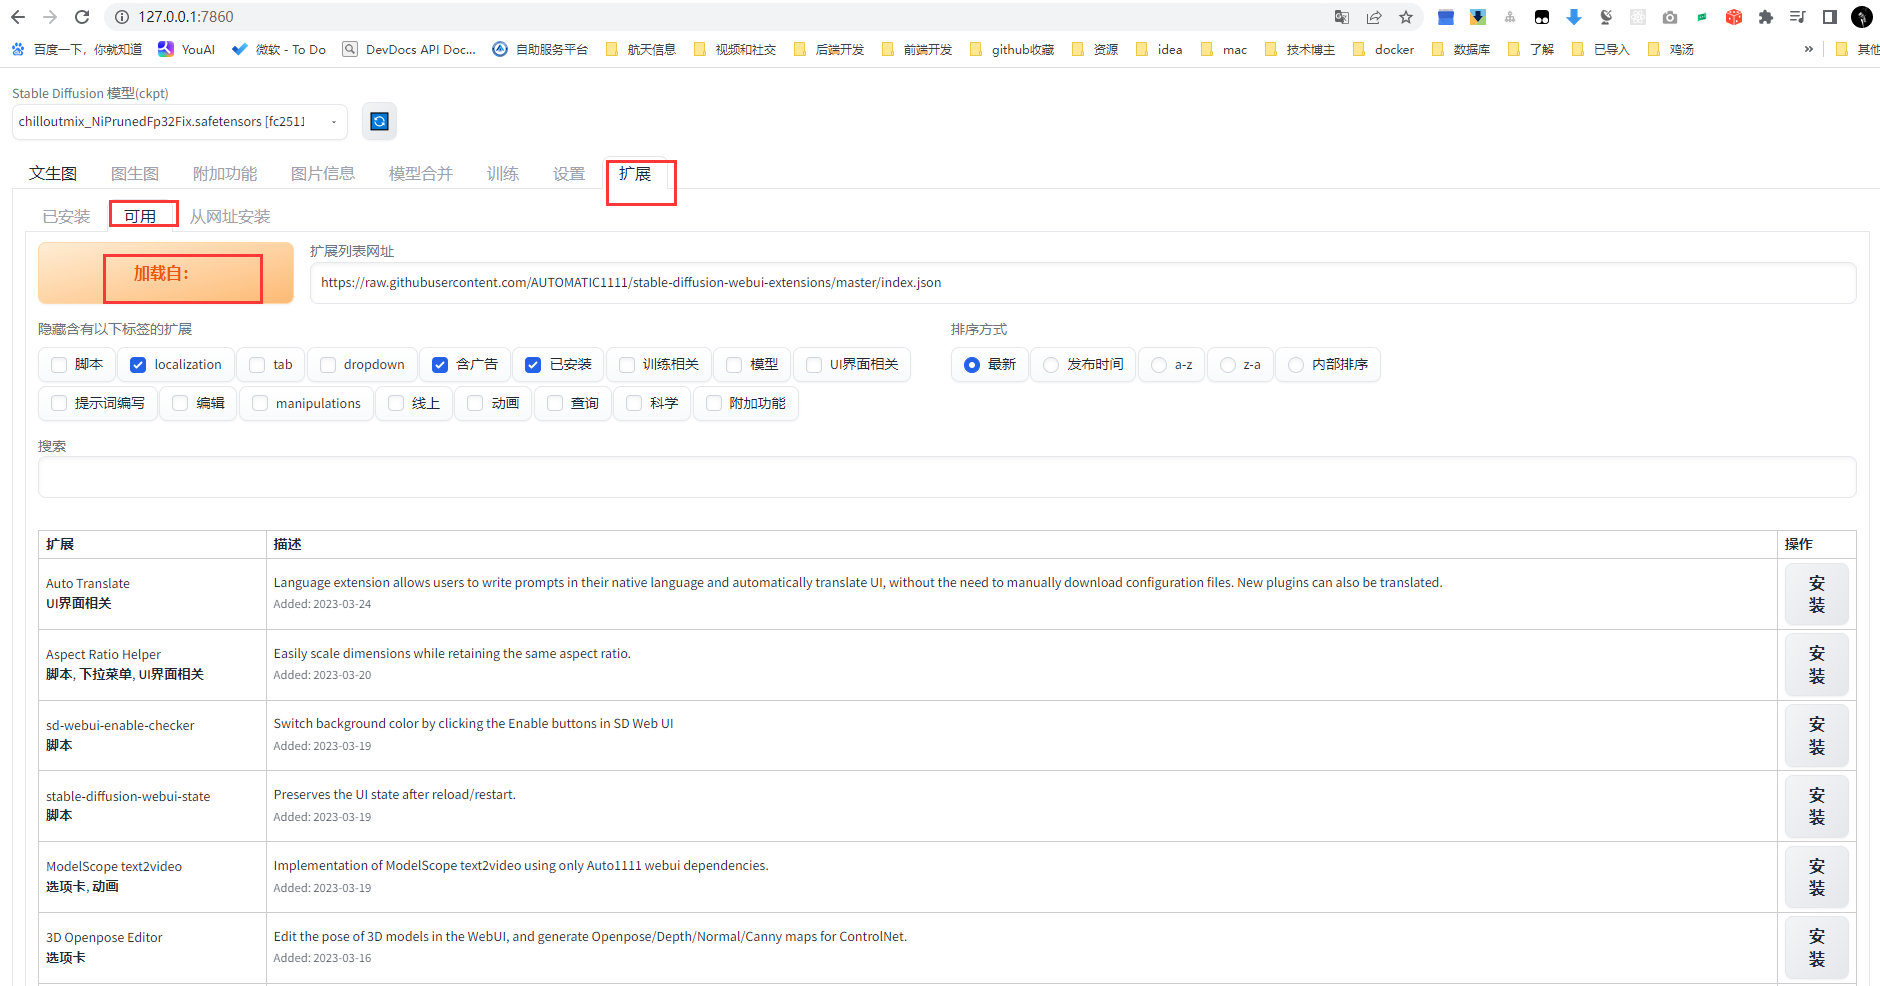 127.0.0.1:7860
百度一下，你就知道 YouAI 微软 - To Do DevDocs API Doc... 自助服务平台 航天信息 视频和社交 后端开发 前端开发 github收藏 资源 idea mac 技术博主 docker 数据库 了解 已导入 鸡汤 » 其他
Stable Diffusion 模型(ckpt)
chilloutmix_NiPrunedFp32Fix.safetensors [fc2511
文生图 图生图 附加功能 图片信息 模型合并 训练 设置 扩展
已安装 可用 从网址安装
加载自:
扩展列表网址
https://raw.githubusercontent.com/AUTOMATIC1111/stable-diffusion-webui-extensions/master/index.json
隐藏含有以下标签的扩展
脚本 localization tab dropdown 含广告 已安装 训练相关 模型 UI界面相关
提示词编写 编辑 manipulations 线上 动画 查询 科学 附加功能
排序方式
最新 发布时间 a-z z-a 内部排序
搜索
扩展 描述 操作
Auto Translate
UI界面相关
Language extension allows users to write prompts in their native language and automatically translate UI, without the need to manually download configuration files. New plugins can also be translated.
Added: 2023-03-24
安装
Aspect Ratio Helper
脚本, 下拉菜单, UI界面相关
Easily scale dimensions while retaining the same aspect ratio.
Added: 2023-03-20
安装
sd-webui-enable-checker
脚本
Switch background color by clicking the Enable buttons in SD Web UI
Added: 2023-03-19
安装
stable-diffusion-webui-state
脚本
Preserves the UI state after reload/restart.
Added: 2023-03-19
安装
ModelScope text2video
选项卡, 动画
Implementation of ModelScope text2video using only Auto1111 webui dependencies.
Added: 2023-03-19
安装
3D Openpose Editor
选项卡
Edit the pose of 3D models in the WebUI, and generate Openpose/Depth/Normal/Canny maps for ControlNet.
Added: 2023-03-16
安装